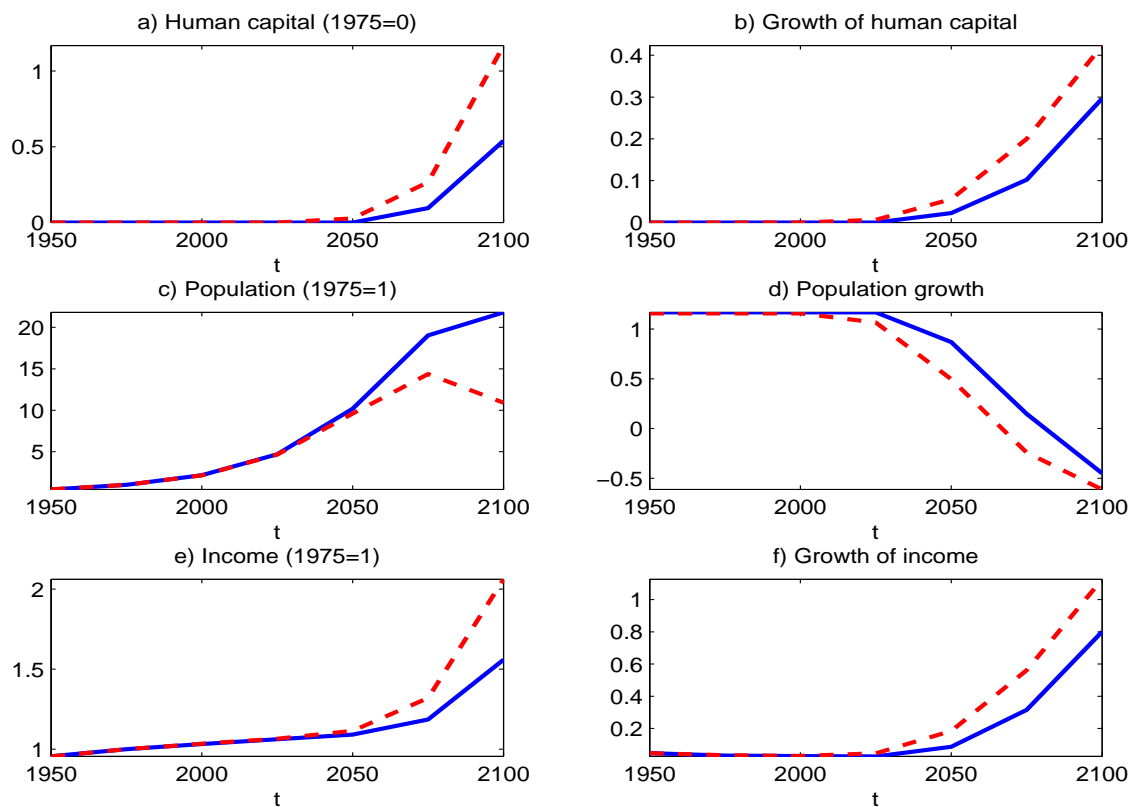 a) Human capital (1975=0)
1
0.5
0
1950 2000 2050 2100
t
b) Growth of human capital
0.4
0.3
0.2
0.1
0
1950 2000 2050 2100
t
c) Population (1975=1)
20
15
10
5
1950 2000 2050 2100
t
d) Population growth
1
0.5
0
−0.5
1950 2000 2050 2100
t
e) Income (1975=1)
2
1.5
1
1950 2000 2050 2100
t
f) Growth of income
1
0.8
0.6
0.4
0.2
1950 2000 2050 2100
t